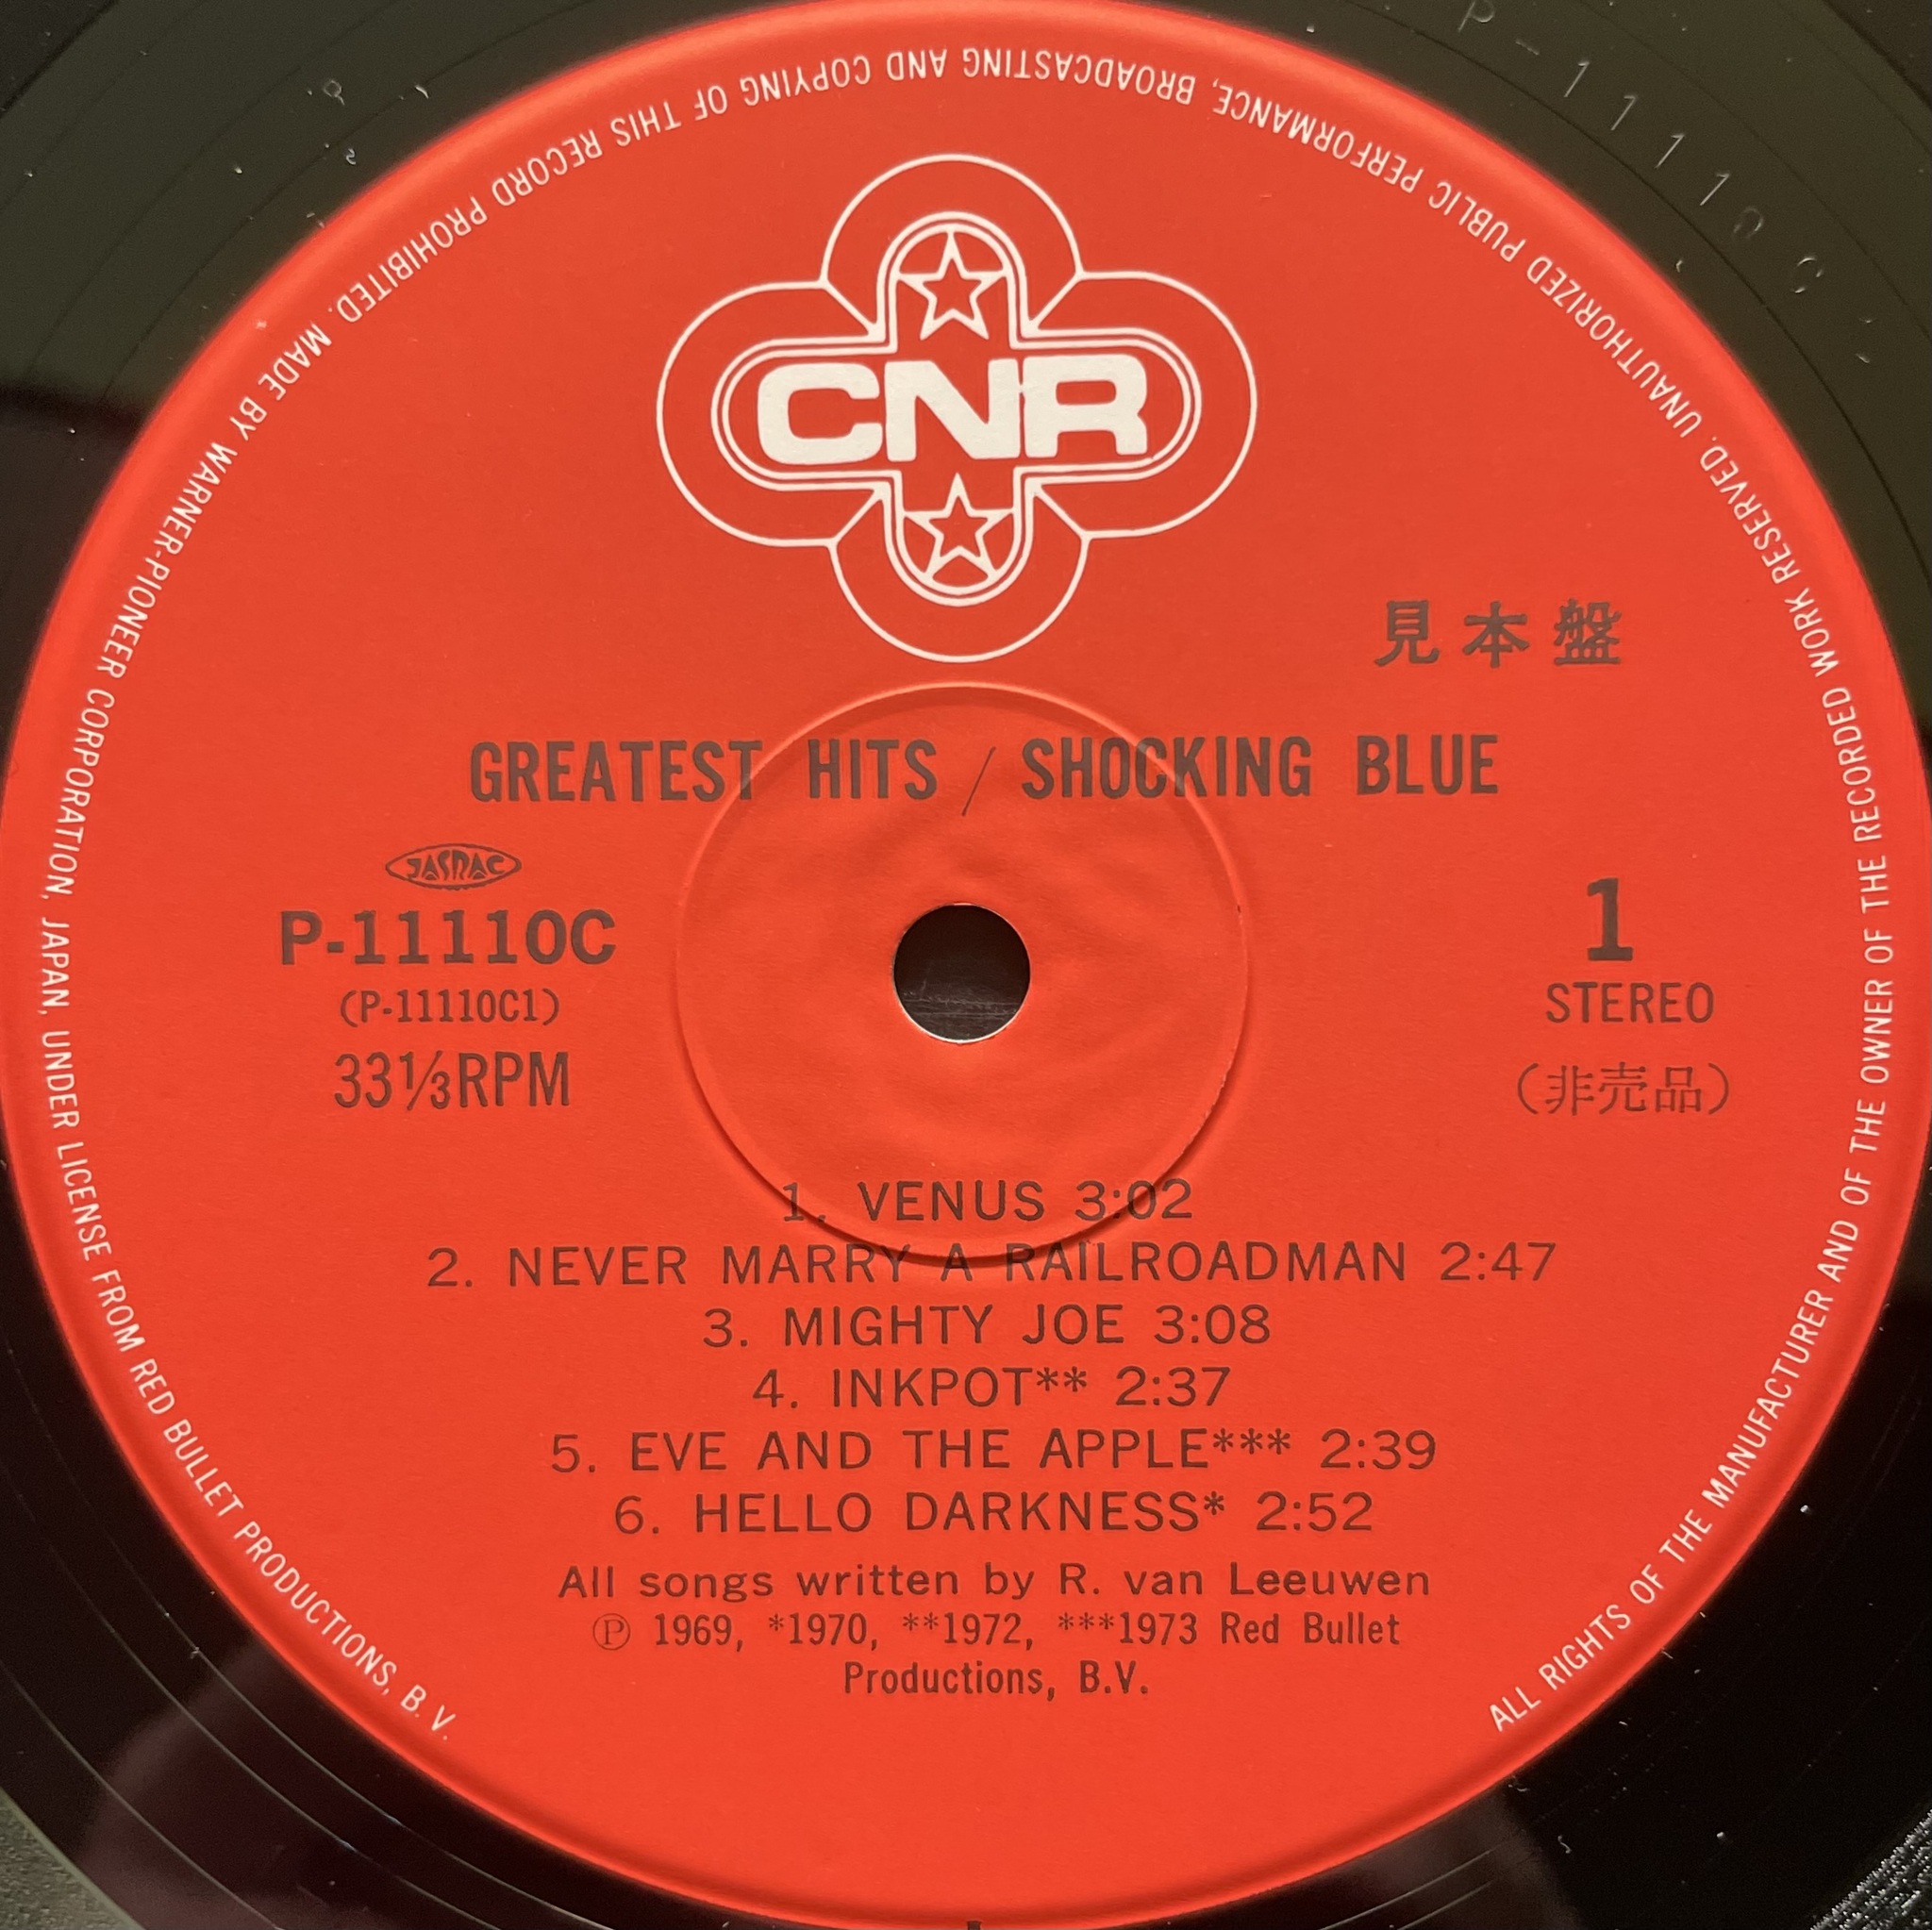 CNR
見本盤
GREATEST HITS / SHOCKING BLUE
JASRAC
P-11110C
(P-11110C1)
33⅓RPM
1
STEREO
(非売品)
1. VENUS 3:02
2. NEVER MARRY A RAILROADMAN 2:47
3. MIGHTY JOE 3:08
4. INKPOT** 2:37
5. EVE AND THE APPLE*** 2:39
6. HELLO DARKNESS* 2:52
All songs written by R. van Leeuwen
Ⓟ 1969, *1970, **1972, ***1973 Red Bullet
Productions, B.V.
ALL RIGHTS OF THE MANUFACTURER AND OF THE OWNER OF THE RECORDED WORK RESERVED. UNAUTHORIZED PUBLIC PERFORMANCE, BROADCASTING AND COPYING OF THIS RECORD PROHIBITED. MADE BY WARNER-PIONEER CORPORATION, JAPAN, UNDER LICENSE FROM RED BULLET PRODUCTIONS, B. V.
P-11110C